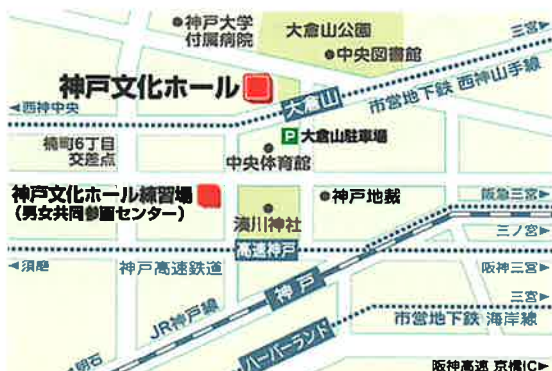 神戸大学
付属病院
大倉山公園
中央図書館
三宮
神戸文化ホール
西神中央
大倉山
市営地下鉄 西神山手線
P 大倉山駐車場
楠町6丁目
交差点
中央体育館
神戸文化ホール練習場
(男女共同参画センター)
神戸地裁
阪急三宮
湊川神社
三ノ宮
高速神戸
須磨
神戸高速鉄道
神戸
阪神三宮
三宮
JR神戸線
市営地下鉄 海岸線
ハーバーランド
明石
阪神高速 京橋IC